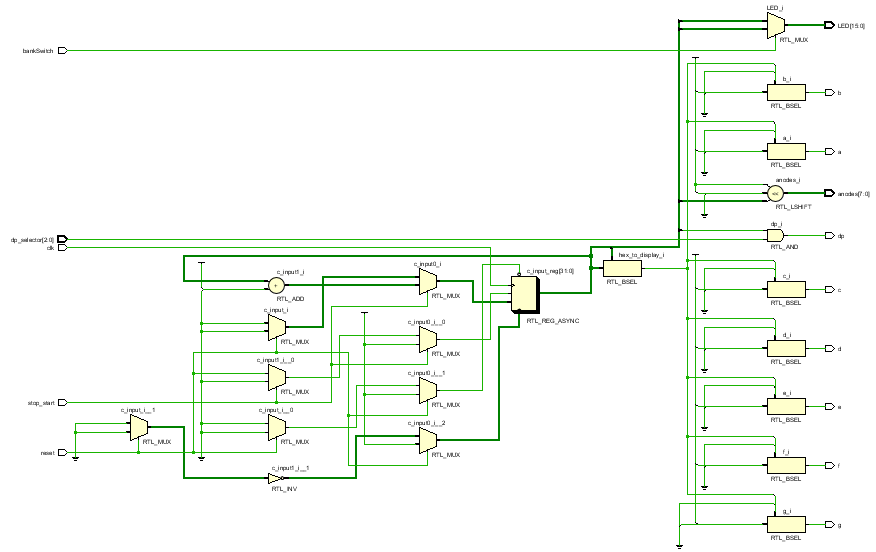 LED_i
LED[15:0]
RTL_MUX
bankSwitch
b_i
b
RTL_BSEL
a_i
a
RTL_BSEL
anodes_i
<<
anodes[7:0]
RTL_LSHIFT
dp_i
dp_selector[2:0]
dp
clk
RTL_AND
hex_to_display_i
RTL_BSEL
c_input1_i
+
RTL_ADD
c_input0_i
RTL_MUX
c_input_reg[31:0]
RTL_REG_ASYNC
c_i
c
RTL_BSEL
c_input_i
RTL_MUX
c_input0_i__0
RTL_MUX
d_i
d
RTL_BSEL
c_input1_i__0
RTL_MUX
c_input0_i__1
RTL_MUX
e_i
e
RTL_BSEL
stop_start
c_input_i__1
RTL_MUX
c_input_i__0
RTL_MUX
c_input0_i__2
RTL_MUX
reset
f_i
f
RTL_BSEL
c_input1_i__1
RTL_INV
g_i
g
RTL_BSEL